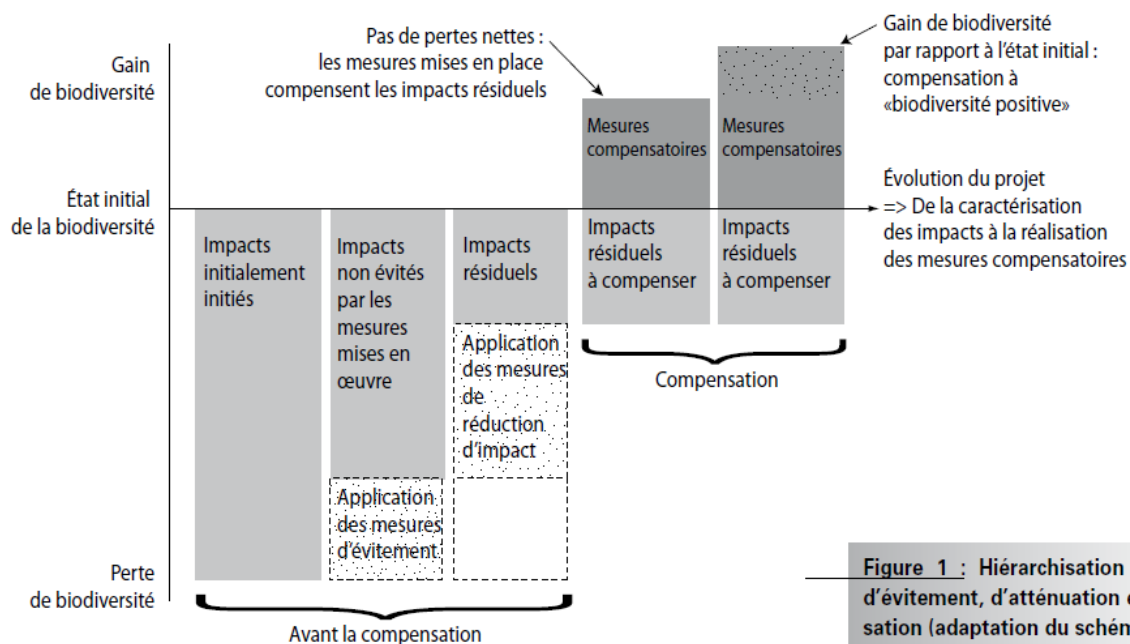 Gain
de biodiversité
État initial
de la biodiversité
Perte
de biodiversité
Pas de pertes nettes :
les mesures mises en place
compensent les impacts résiduels
Gain de biodiversité
par rapport à l'état initial :
compensation à
«biodiversité positive»
Mesures
compensatoires
Mesures
compensatoires
Évolution du projet
=> De la caractérisation
des impacts à la réalisation
des mesures compensatoires
Impacts
initialement
initiés
Impacts
non évités
par les
mesures
mises en
œuvre
Impacts
résiduels
Impacts
résiduels
à compenser
Impacts
résiduels
à compenser
Application
des mesures
de
réduction
d'impact
Application
des mesures
d'évitement
Compensation
Avant la compensation
Figure 1 : Hiérarchisation
d'évitement, d'atténuation
sation (adaptation du schém